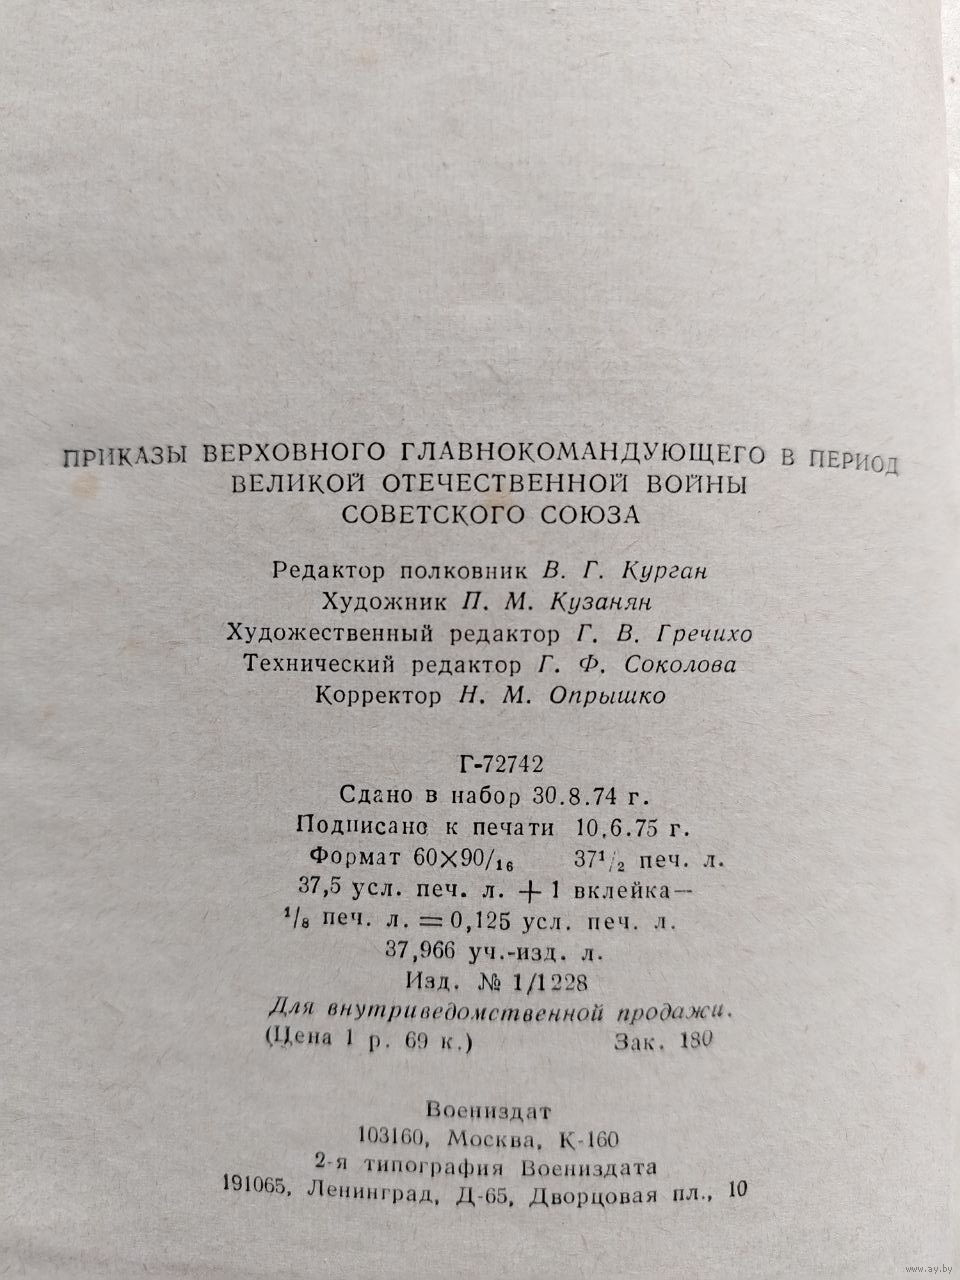 ПРИКАЗЫ ВЕРХОВНОГО ГЛАВНОКОМАНДУЮЩЕГО В ПЕРИОД
ВЕЛИКОЙ ОТЕЧЕСТВЕННОЙ ВОЙНЫ
СОВЕТСКОГО СОЮЗА
Редактор полковник В. Г. Курган
Художник П. М. Кузанян
Художественный редактор Г. В. Гречихо
Технический редактор Г. Ф. Соколова
Корректор Н. М. Опрышко
Г-72742
Сдано в набор 30.8.74 г.
Подписано к печати 10.6.75 г.
Формат 60×90/₁₆ 37¹/₂ печ. л.
37,5 усл. печ. л. + 1 вклейка—
¹/₈ печ. л. = 0,125 усл. печ. л.
37,966 уч.-изд. л.
Изд. № 1/1228
Для внутриведомственной продажи.
(Цена 1 р. 69 к.) Зак. 180
Воениздат
103160, Москва, К-160
2-я типография Воениздата
191065, Ленинград, Д-65, Дворцовая пл., 10
www.ay.by